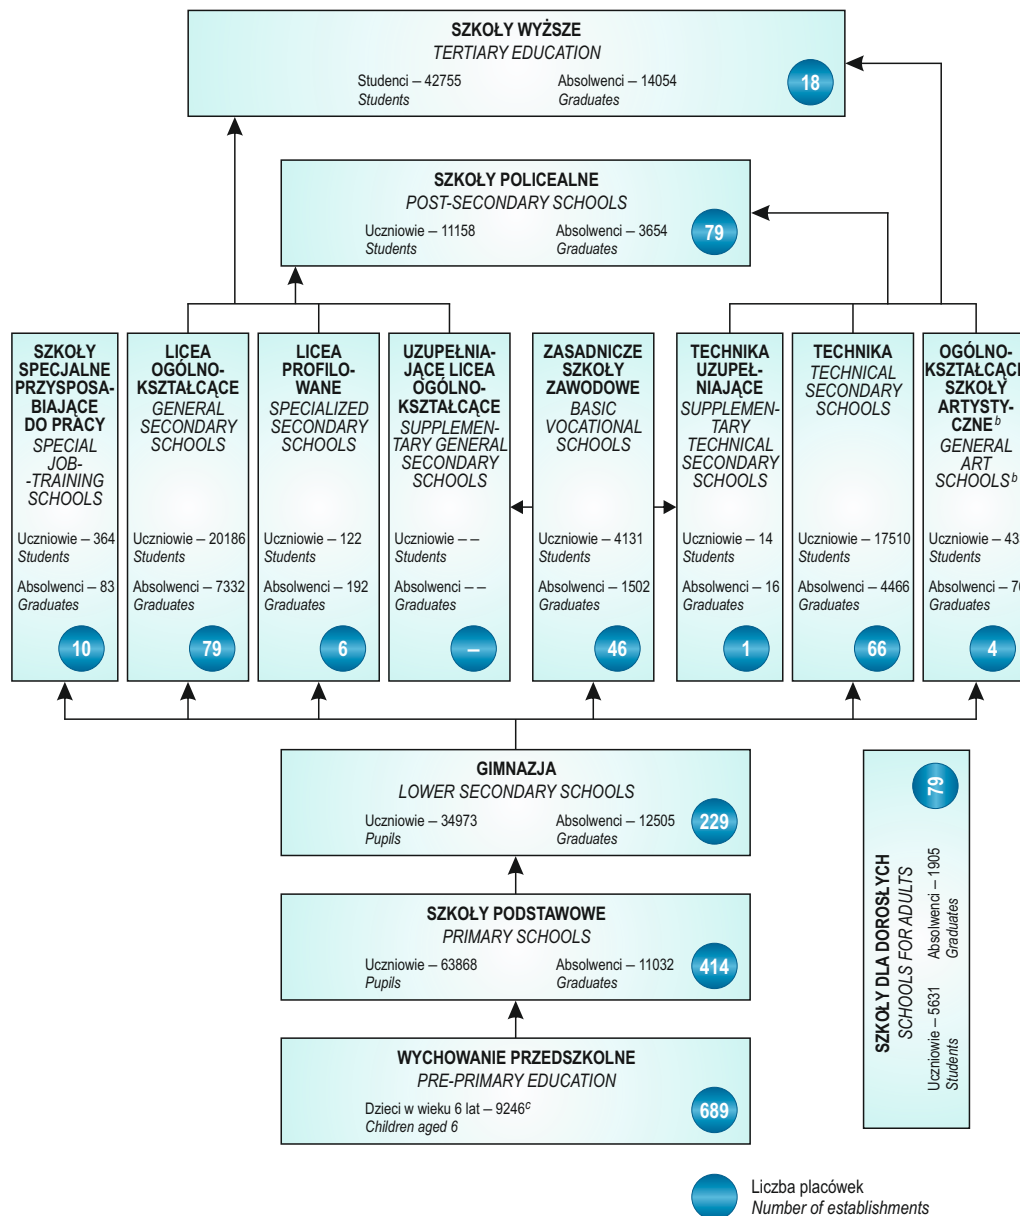 SZKOŁY WYŻSZE
TERTIARY EDUCATION
Studenci – 42755
Students
Absolwenci – 14054
Graduates
18
SZKOŁY POLICEALNE
POST-SECONDARY SCHOOLS
Uczniowie – 11158
Students
Absolwenci – 3654
Graduates
79
SZKOŁY
SPECJALNE
PRZYSPOSA-
BIAJĄCE
DO PRACY
SPECIAL
JOB-
-TRAINING
SCHOOLS
Uczniowie – 364
Students
Absolwenci – 83
Graduates
10
LICEA
OGÓLNO-
KSZTAŁCĄCE
GENERAL
SECONDARY
SCHOOLS
Uczniowie – 20186
Students
Absolwenci – 7332
Graduates
79
LICEA
PROFILO-
WANE
SPECIALIZED
SECONDARY
SCHOOLS
Uczniowie – 122
Students
Absolwenci – 192
Graduates
6
UZUPEŁNIA-
JĄCE LICEA
OGÓLNO-
KSZTAŁCĄCE
SUPPLEMEN-
TARY GENERAL
SECONDARY
SCHOOLS
Uczniowie – –
Students
Absolwenci – –
Graduates
–
ZASADNICZE
SZKOŁY
ZAWODOWE
BASIC
VOCATIONAL
SCHOOLS
Uczniowie – 4131
Students
Absolwenci – 1502
Graduates
46
TECHNIKA
UZUPEŁ-
NIAJĄCE
SUPPLEMEN-
TARY
TECHNICAL
SECONDARY
SCHOOLS
Uczniowie – 14
Students
Absolwenci – 16
Graduates
1
TECHNIKA
TECHNICAL
SECONDARY
SCHOOLS
Uczniowie – 17510
Students
Absolwenci – 4466
Graduates
66
OGÓLNO-
KSZTAŁCĄCE
SZKOŁY
ARTYSTY-
CZNE b
GENERAL
ART
SCHOOLS b
Uczniowie –
Students
Absolwenci –
Graduates
4
GIMNAZJA
LOWER SECONDARY SCHOOLS
Uczniowie – 34973
Pupils
Absolwenci – 12505
Graduates
229
SZKOŁY PODSTAWOWE
PRIMARY SCHOOLS
Uczniowie – 63868
Pupils
Absolwenci – 11032
Graduates
414
WYCHOWANIE PRZEDSZKOLNE
PRE-PRIMARY EDUCATION
Dzieci w wieku 6 lat – 9246c
Children aged 6
689
SZKOŁY DLA DOROSŁYCH
SCHOOLS FOR ADULTS
Uczniowie – 5631
Students
Absolwenci – 1905
Graduates
79
Liczba placówek
Number of establishments